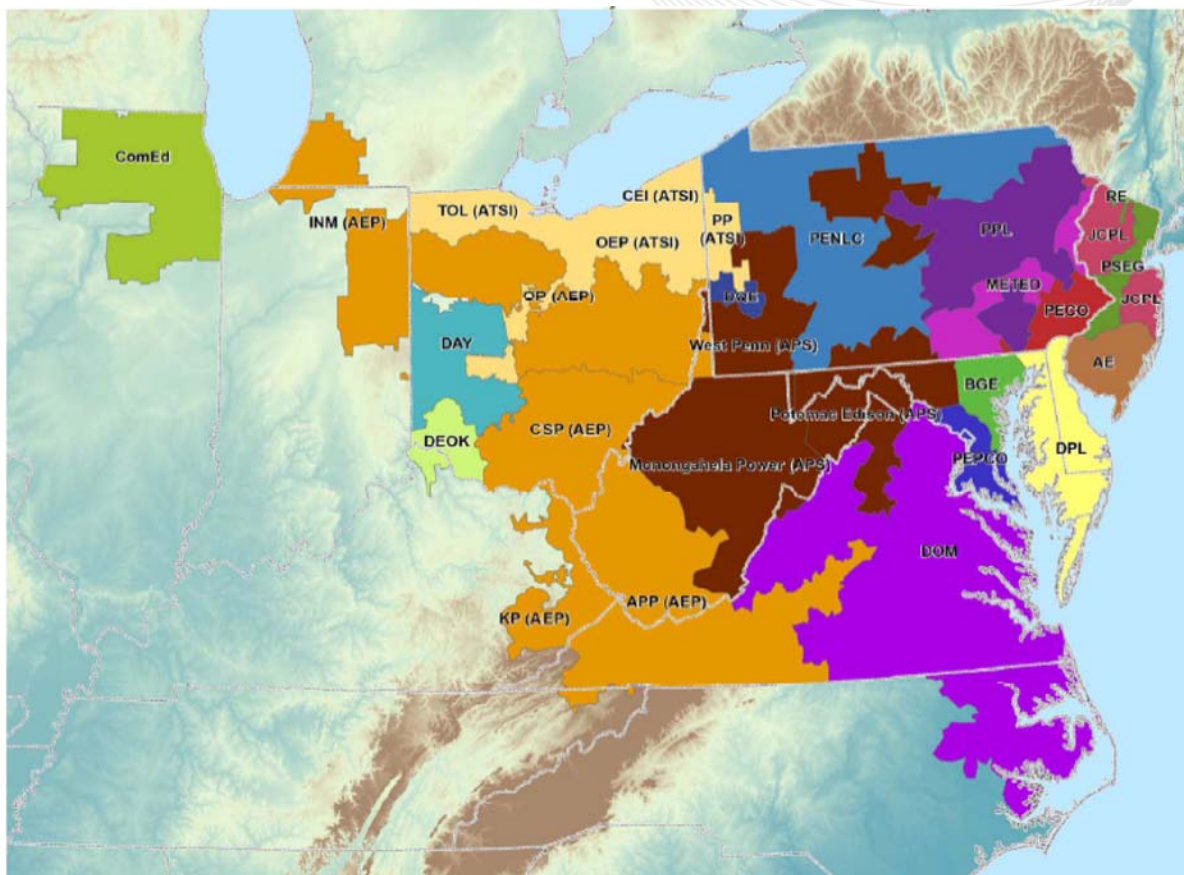 ComEd
INM (AEP)
TOL (ATSI)
CEI (ATSI)
OEP (ATSI)
PP
(ATSI)
PENLC
PPL
RE
JCPL
PSEG
JCPL
METED
PECO
AE
OP (AEP)
DQE
DAY
West Penn (APS)
BGE
Potomac Edison (APS)
DEOK
CSP (AEP)
Monongahela Power (APS)
PEPCO
DPL
DOM
KP (AEP)
APP (AEP)